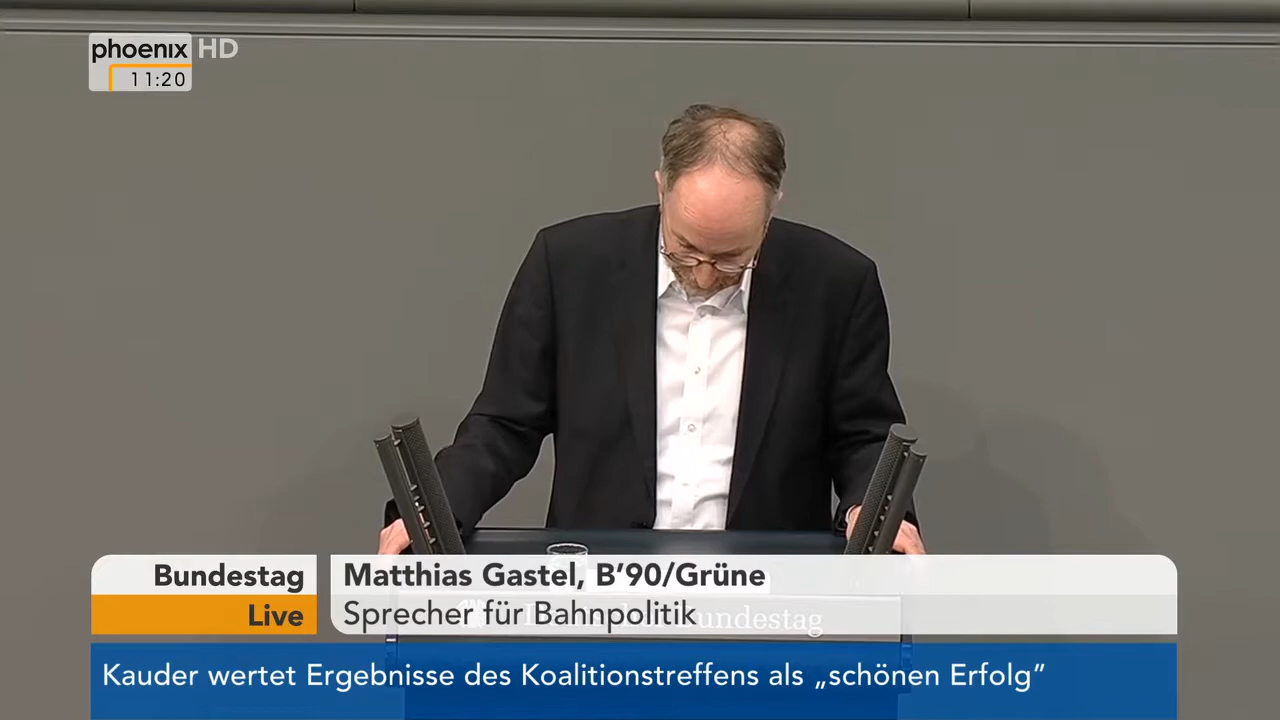 phoenix HD
11:20
Bundestag
Live
Matthias Gastel, B’90/Grüne
Sprecher für Bahnpolitik
Bundestag
Kauder wertet Ergebnisse des Koalitionstreffens als „schönen Erfolg”